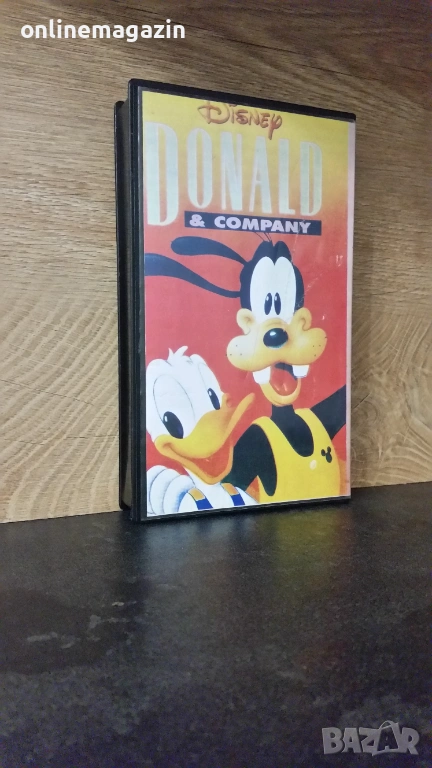 onlinemagazin
Disney
DONALD
& COMPANY
BAZAR